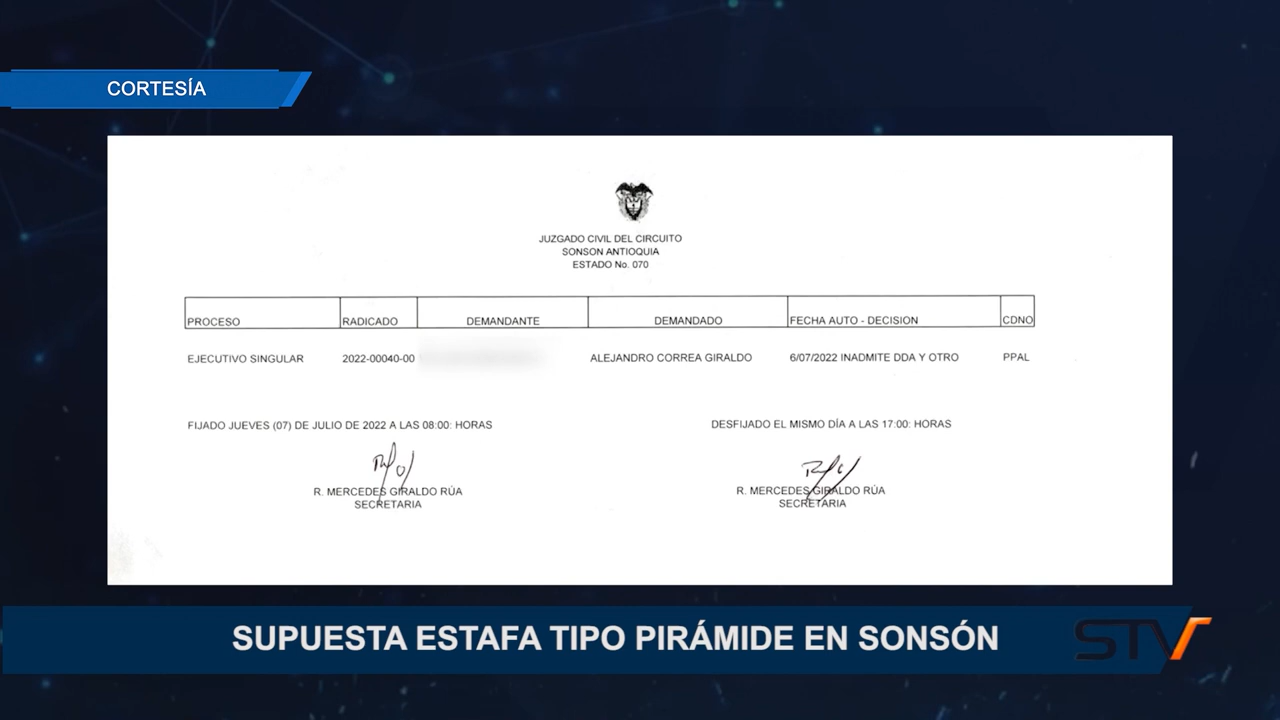 CORTESÍA
JUZGADO CIVIL DEL CIRCUITO
SONSON ANTIOQUIA
ESTADO No. 070
PROCESO RADICADO DEMANDANTE DEMANDADO FECHA AUTO - DECISION CDNO
EJECUTIVO SINGULAR 2022-00040-00 ALEJANDRO CORREA GIRALDO 6/07/2022 INADMITE DDA Y OTRO PPAL
FIJADO JUEVES (07) DE JULIO DE 2022 A LAS 08:00: HORAS DESFIJADO EL MISMO DÍA A LAS 17:00: HORAS
R. MERCEDES GIRALDO RÚA R. MERCEDES GIRALDO RÚA
SECRETARIA SECRETARIA
SUPUESTA ESTAFA TIPO PIRÁMIDE EN SONSÓN
STV